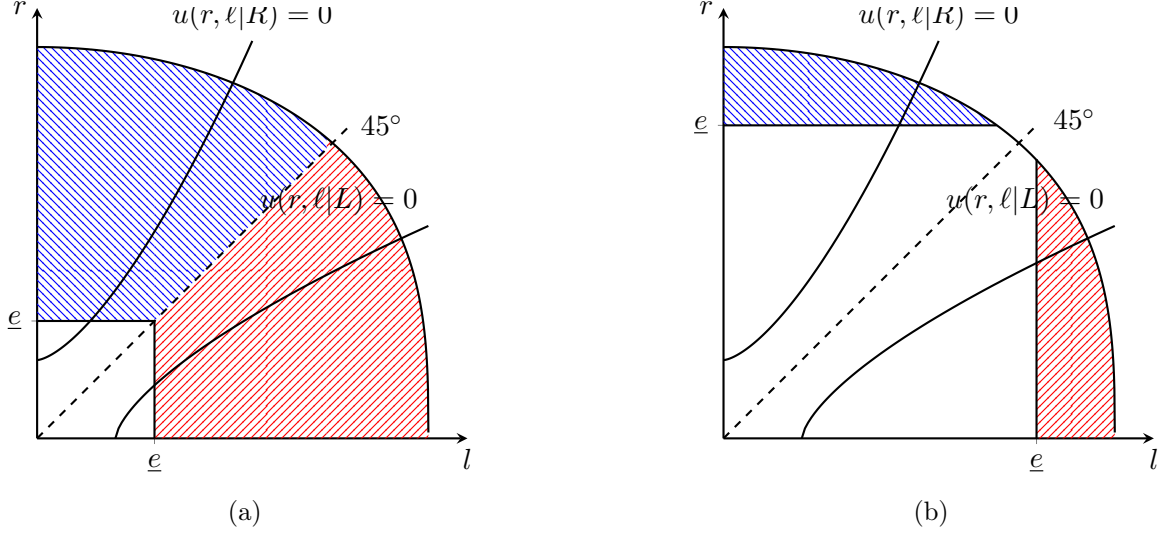 r
u(r, ℓ|R) = 0
45°
u(r, ℓ|L) = 0
e
e
l
(a)
r
u(r, ℓ|R) = 0
45°
e
u(r, ℓ|L) = 0
e
l
(b)